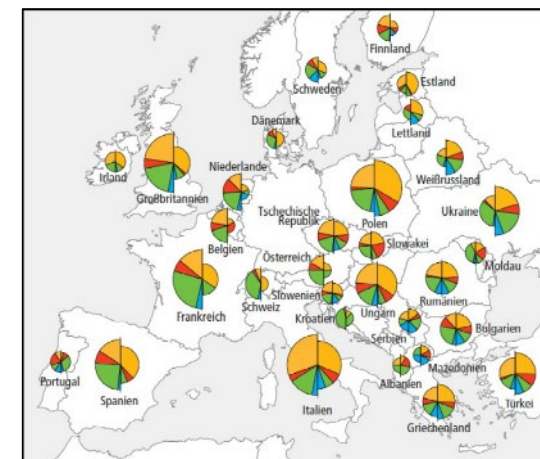 Finnland
Estland
Schweden
Lettland
Dänemark
Irland
Großbritannien
Niederlande
Weißrussland
Tschechische
Republik
Polen
Ukraine
Belgien
Slowakei
Moldau
Österreich
Frankreich
Schweiz
Slowenien
Ungarn
Rumänien
Kroatien
Serbien
Bulgarien
Portugal
Spanien
Italien
Mazedonien
Albanien
Türkei
Griechenland